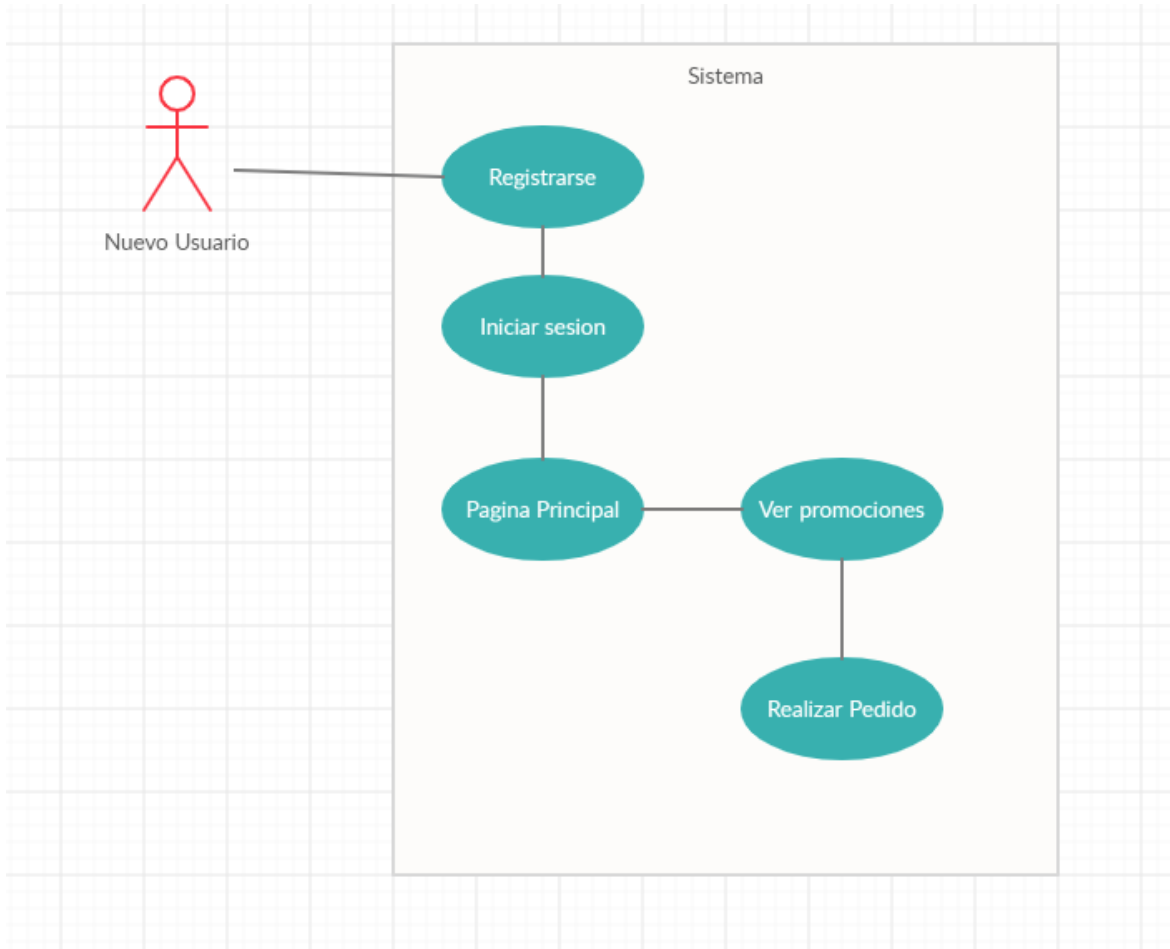 Sistema
Registrarse
Nuevo Usuario
Iniciar sesion
Pagina Principal
Ver promociones
Realizar Pedido